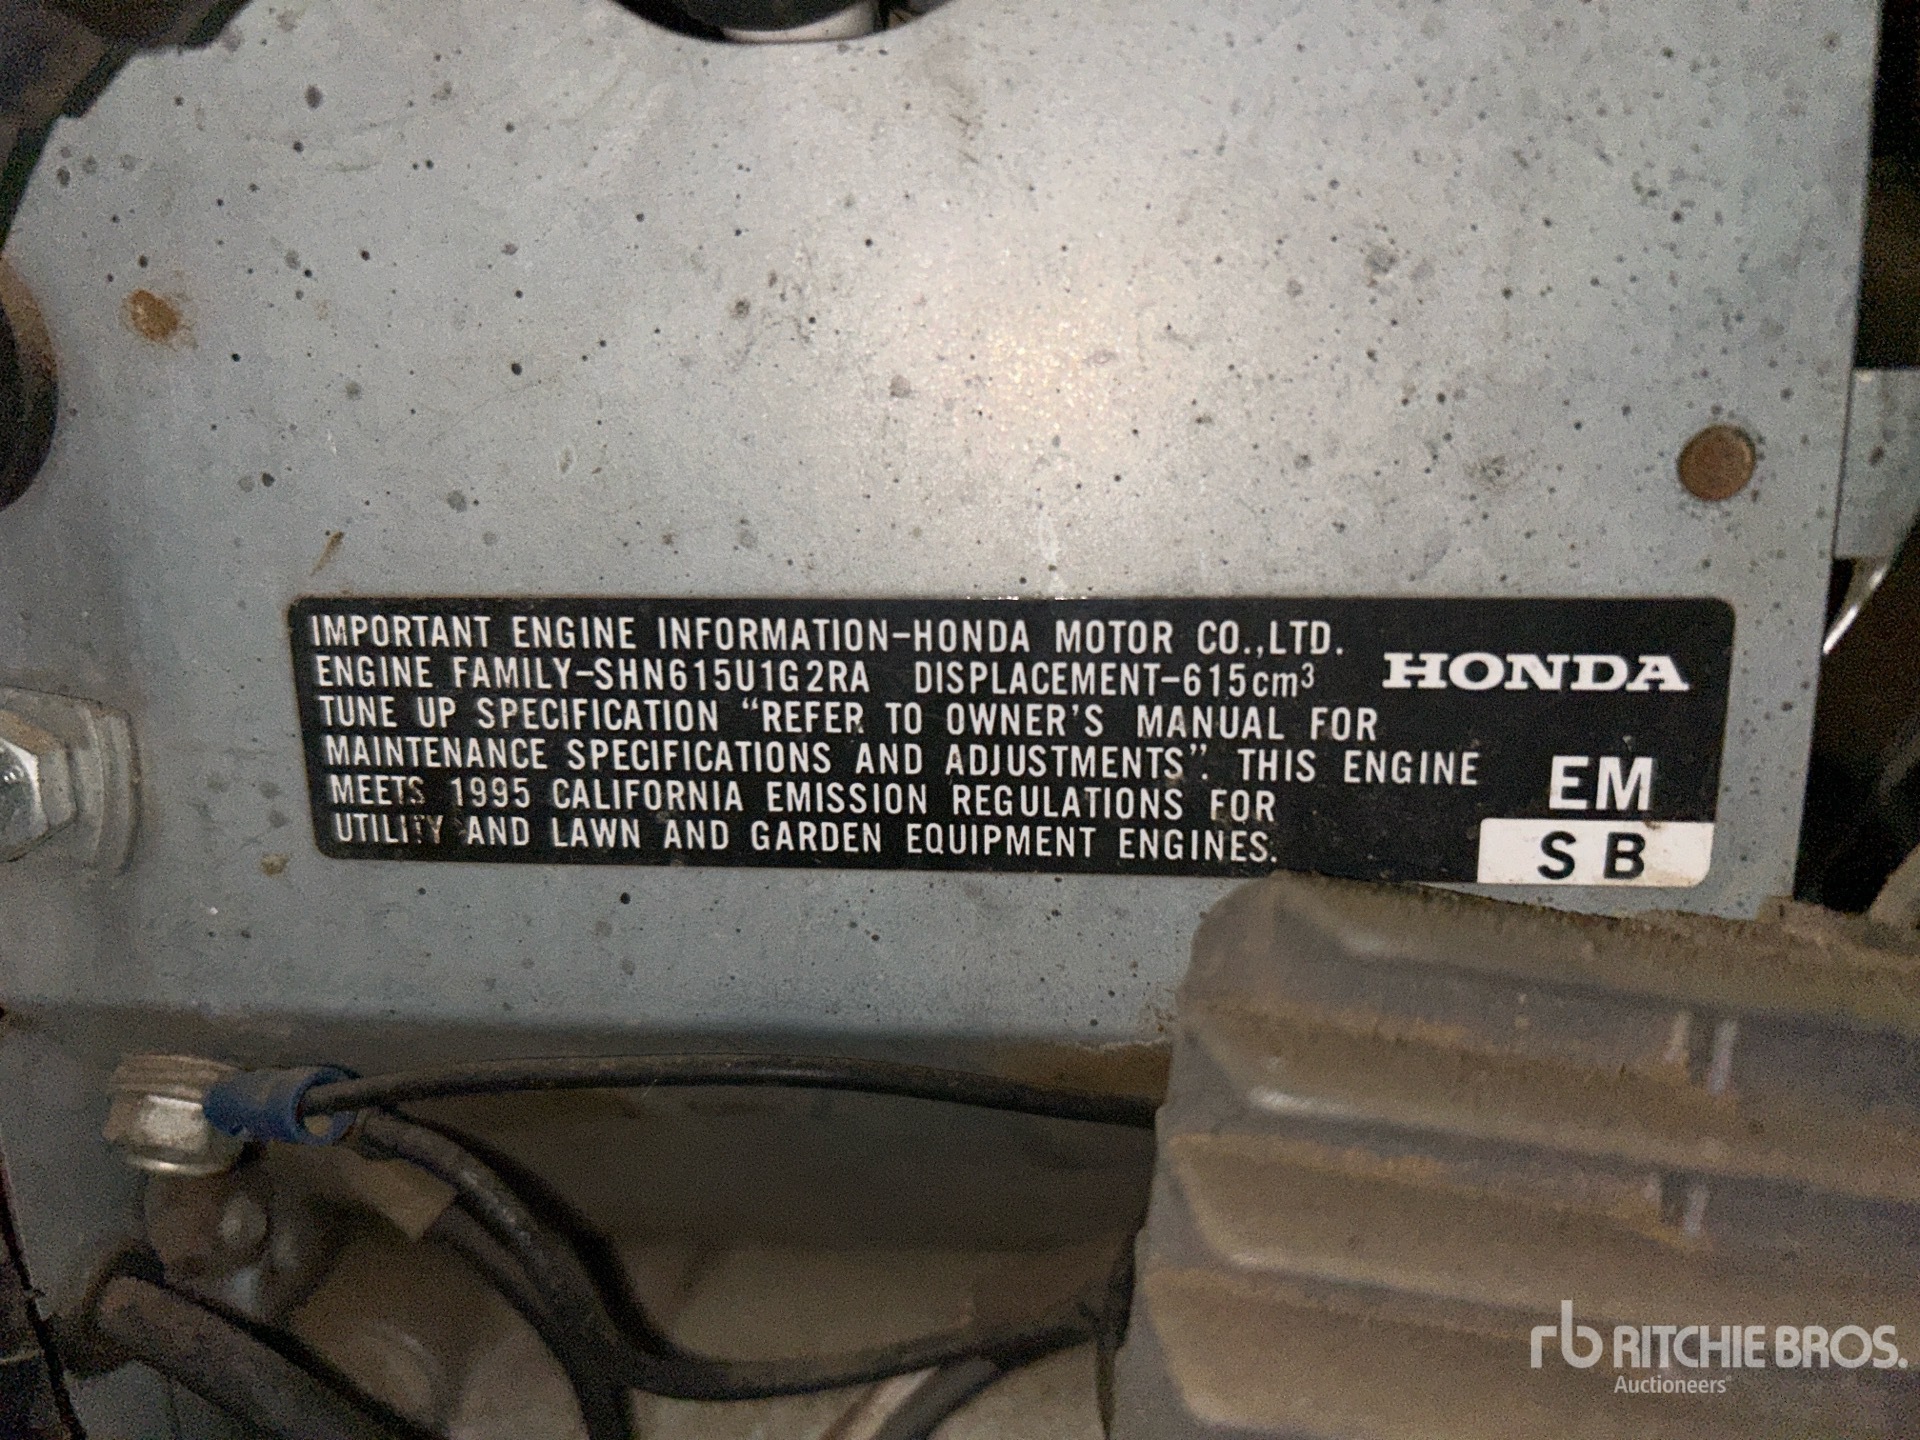 IMPORTANT ENGINE INFORMATION-HONDA MOTOR CO.,LTD.
ENGINE FAMILY-SHN615U1G2RA DISPLACEMENT-615cm³
TUNE UP SPECIFICATION "REFER TO OWNER'S MANUAL FOR
MAINTENANCE SPECIFICATIONS AND ADJUSTMENTS". THIS ENGINE
MEETS 1995 CALIFORNIA EMISSION REGULATIONS FOR
UTILITY AND LAWN AND GARDEN EQUIPMENT ENGINES.
HONDA
EM
S B
rb RITCHIE BROS.
Auctioneers